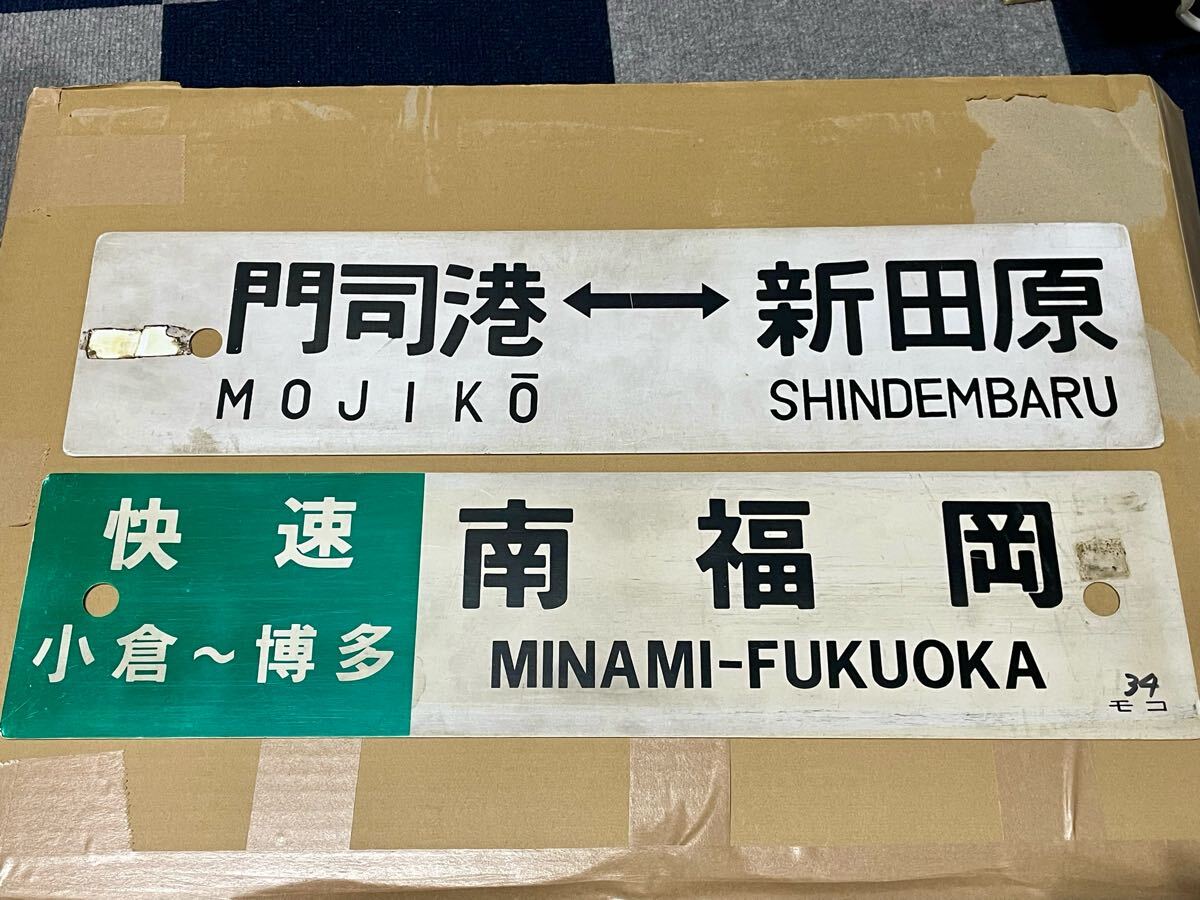 門司港 ↔ 新田原
MOJIKŌ SHINDEMBARU
快速 南福岡
小倉～博多 MINAMI-FUKUOKA
34
モコ